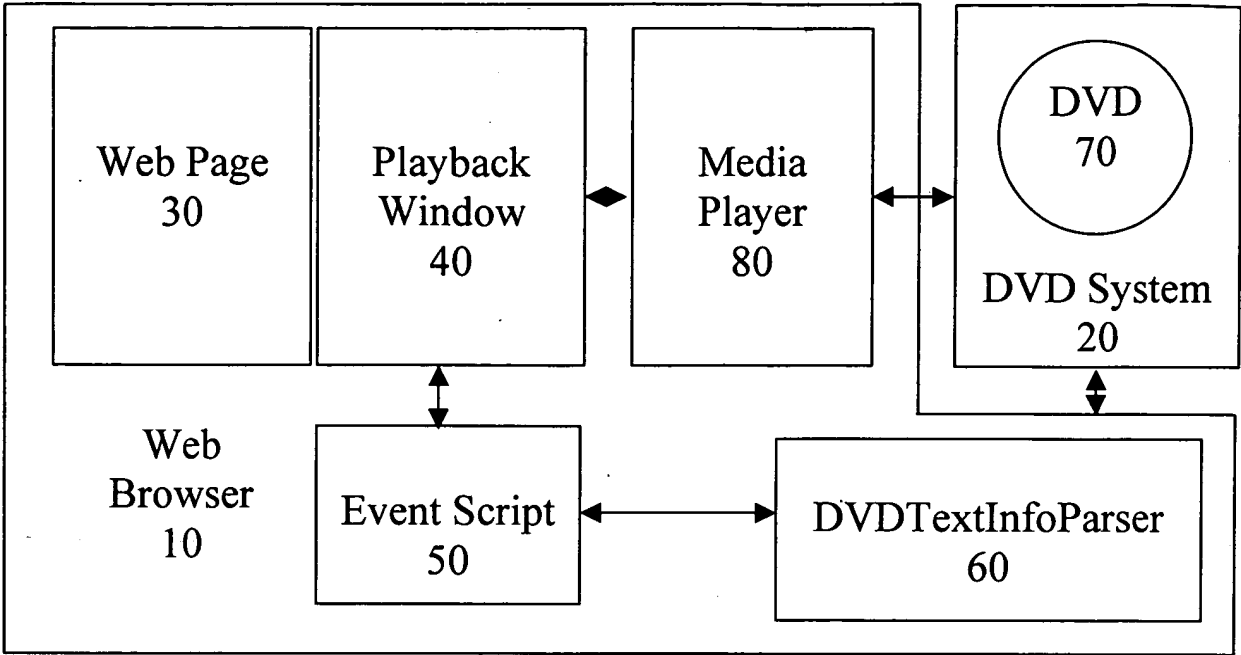 Web Page
30
Playback
Window
40
Media
Player
80
DVD
70
DVD System
20
Web
Browser
10
Event Script
50
DVDTextInfoParser
60